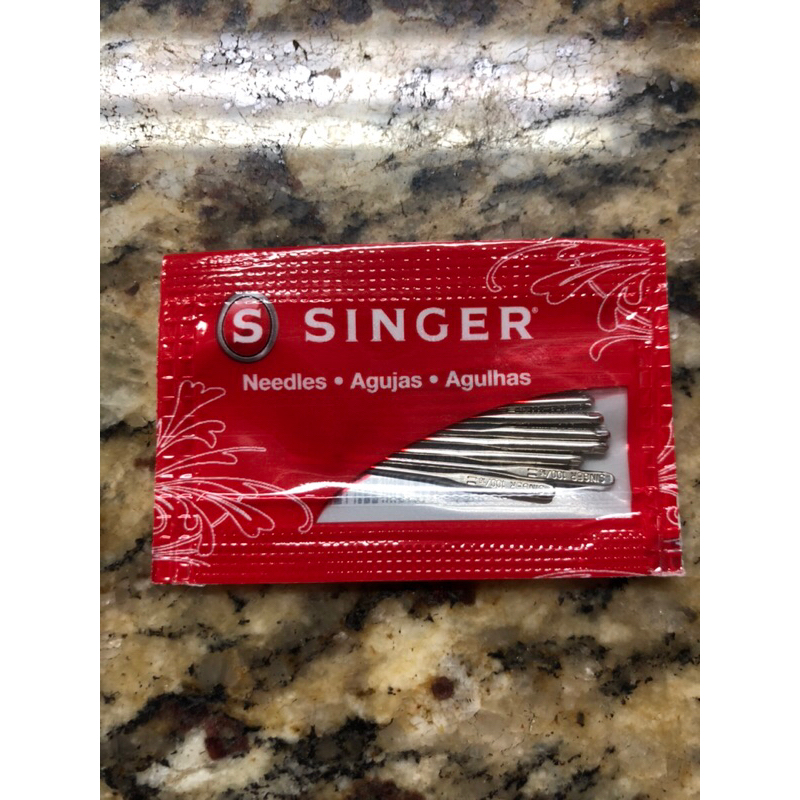 S SINGER®
Needles • Agujas • Agulhas